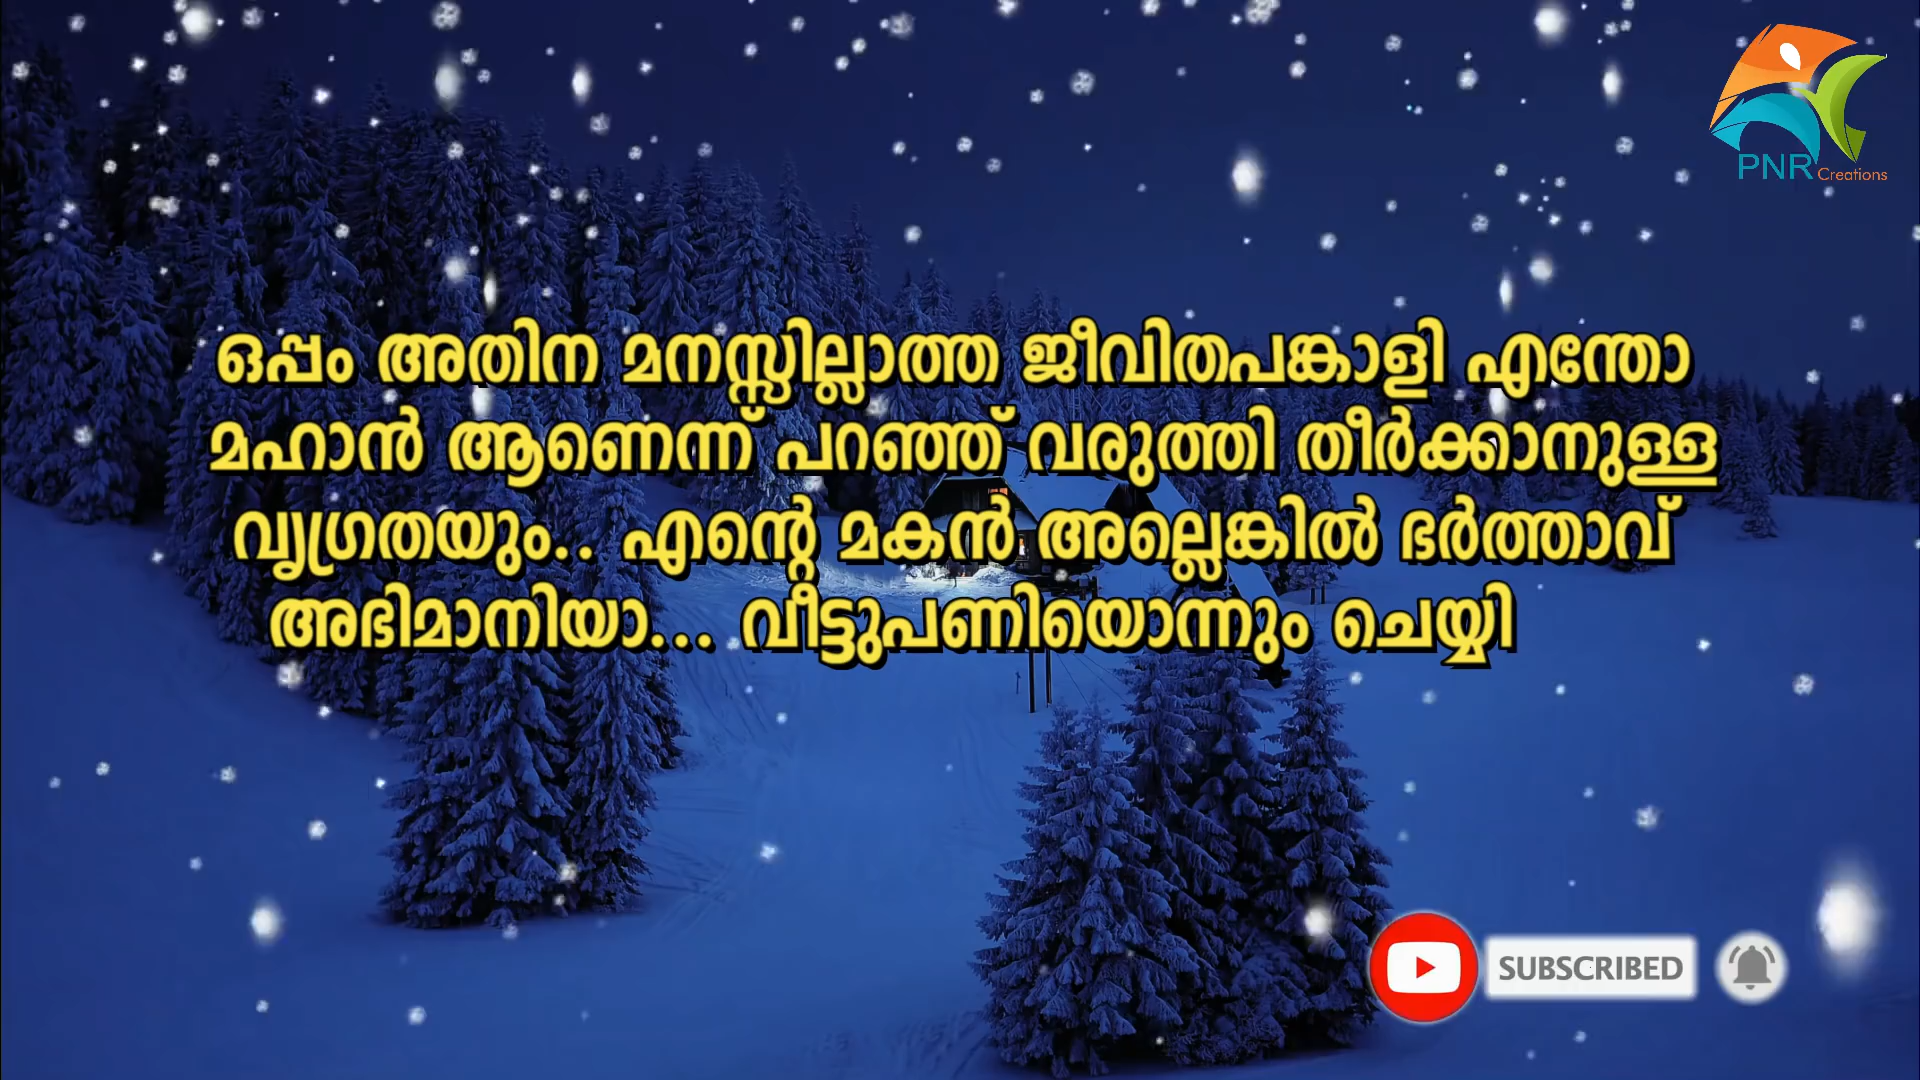 PNR Creations
ഒപ്പം അതിന മനസ്സില്ലാത്ത ജീവിതപങ്കാളി എന്തോ
മഹാൻ ആണെന്ന് പറഞ്ഞ് വരുത്തി തീർക്കാനുള്ള
വൃഗ്രതയും.. എന്റെ മകൻ അല്ലെങ്കിൽ ഭർത്താവ്
അഭിമാനിയാ... വീട്ടുപണിയൊന്നും ചെയ്യി
SUBSCRIBED